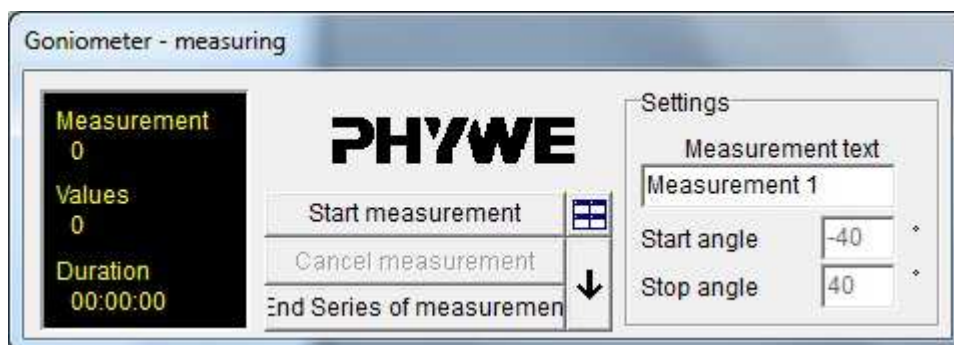 Goniometer - measuring
Measurement
0
Values
0
Duration
00:00:00
PHYWE
Start measurement
Cancel measurement
End Series of measuremen
Settings
Measurement text
Measurement 1
Start angle -40 °
Stop angle 40 °